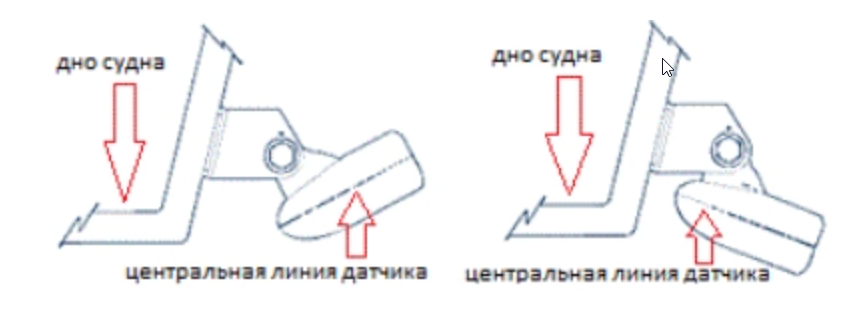 дно судна
дно судна
центральная линия датчика
центральная линия датчика